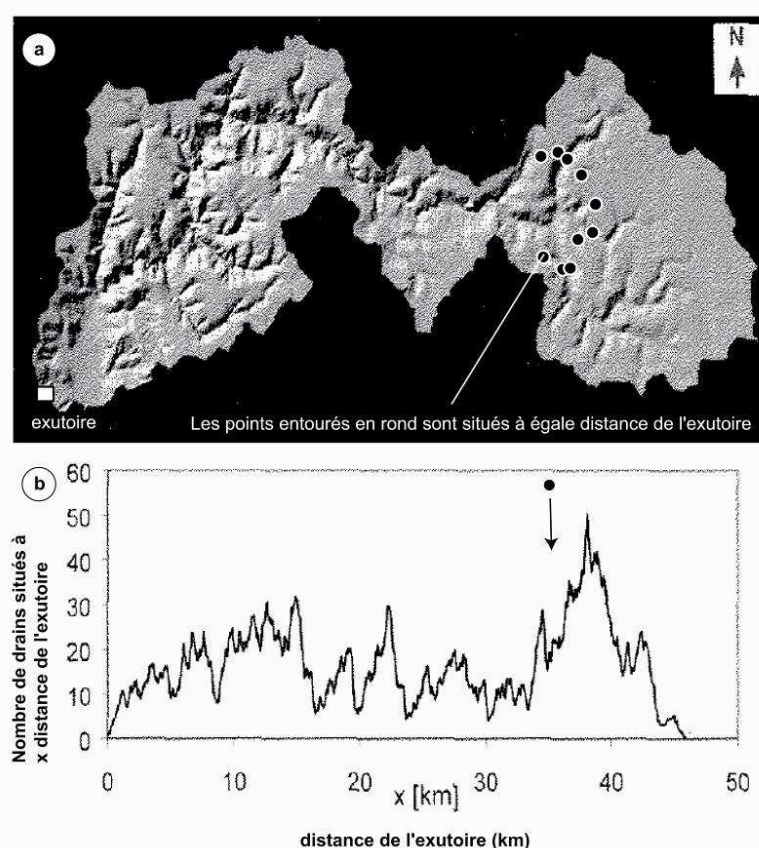 a
N
exutoire
Les points entourés en rond sont situés à égale distance de l'exutoire
b
Nombre de drains situés à
x distance de l'exutoire
60
50
40
30
20
10
0
0 10 20 30 40 50
x [km]
distance de l'exutoire (km)